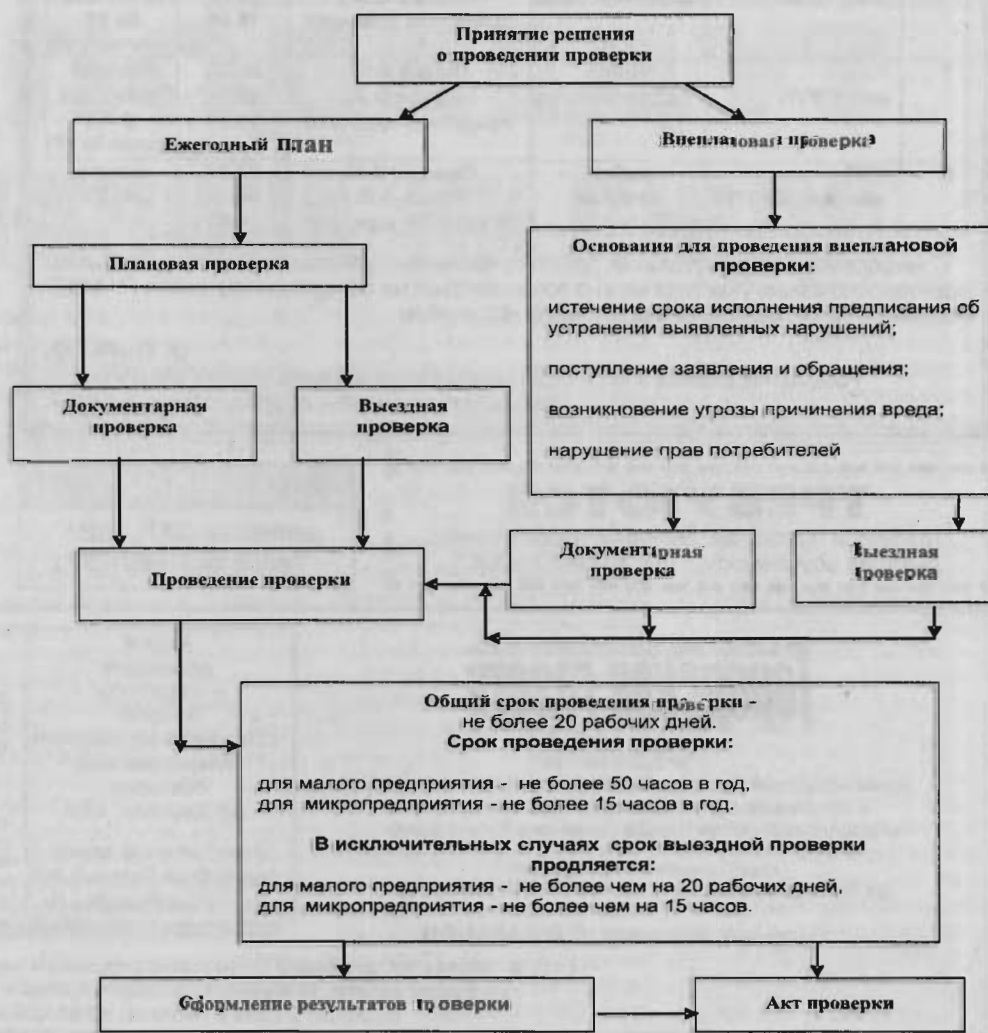 Принятие решения
о проведении проверки
Ежегодный План
Внеплановая проверка
Плановая проверка
Основания для проведения внеплановой
проверки:
истечение срока исполнения предписания об
устранении выявленных нарушений;
поступление заявления и обращения;
возникновение угрозы причинения вреда;
нарушение прав потребителей
Документарная
проверка
Выездная
проверка
Проведение проверки
Документарная
проверка
Выездная
проверка
Общий срок проведения проверки -
не более 20 рабочих дней.
Срок проведения проверки:
для малого предприятия - не более 50 часов в год,
для микропредприятия - не более 15 часов в год.
В исключительных случаях срок выездной проверки
продляется:
для малого предприятия - не более чем на 20 рабочих дней,
для микропредприятия - не более чем на 15 часов.
Оформление результатов проверки
Акт проверки